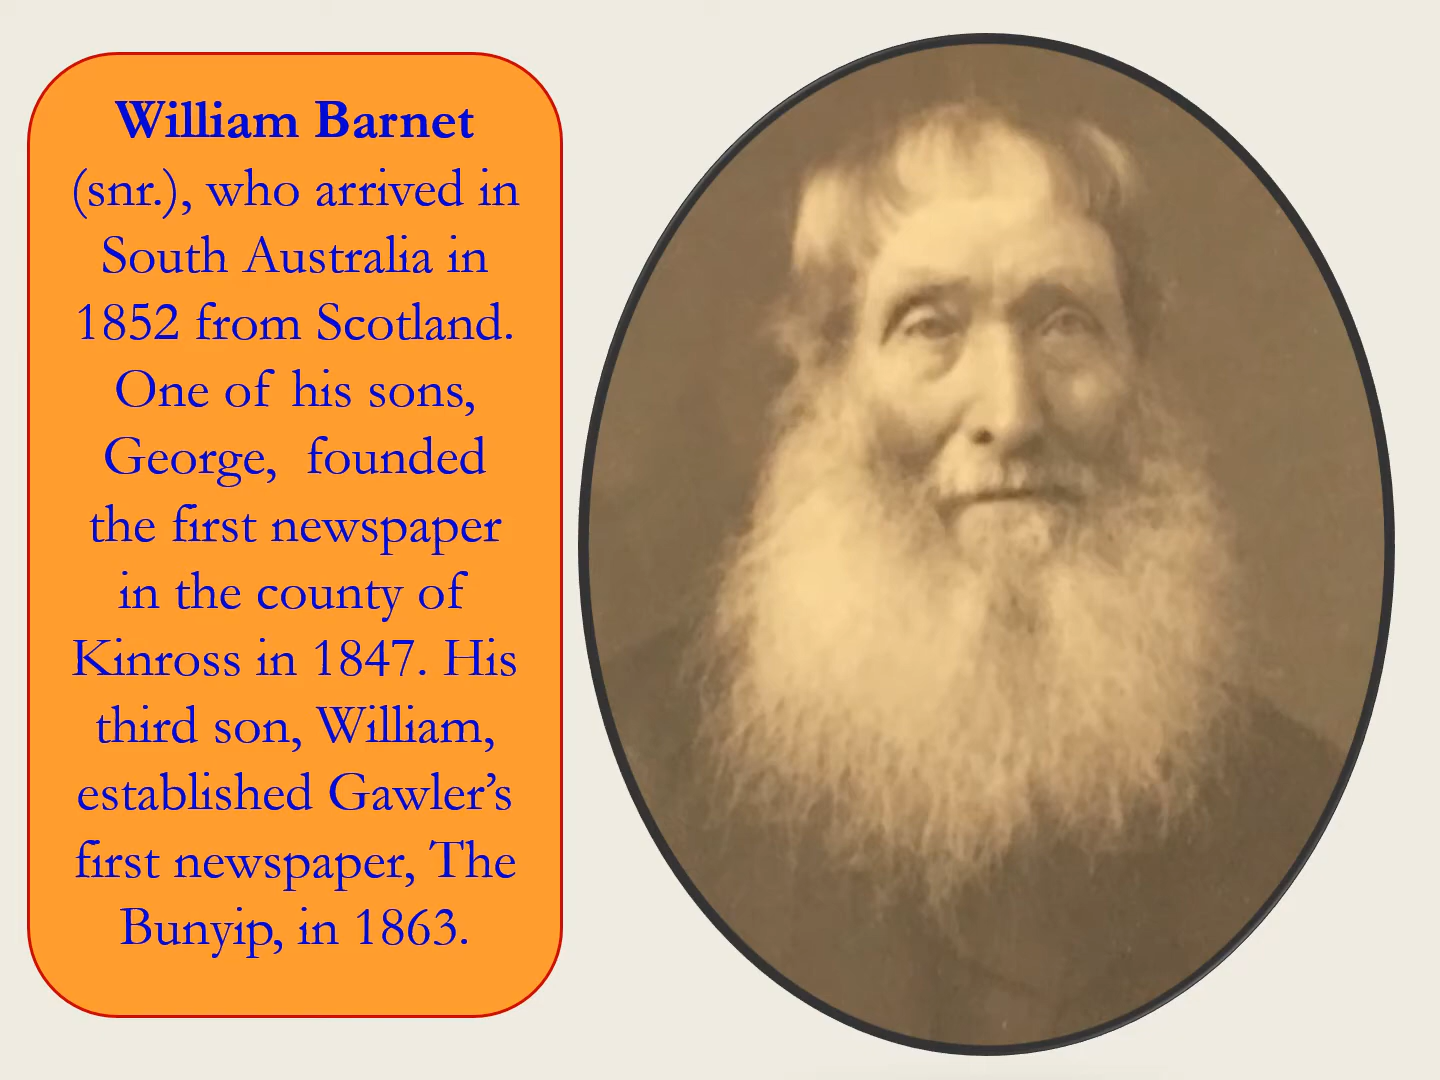 William Barnet
(snr.), who arrived in
South Australia in
1852 from Scotland.
One of his sons,
George, founded
the first newspaper
in the county of
Kinross in 1847. His
third son, William,
established Gawler’s
first newspaper, The
Bunyip, in 1863.